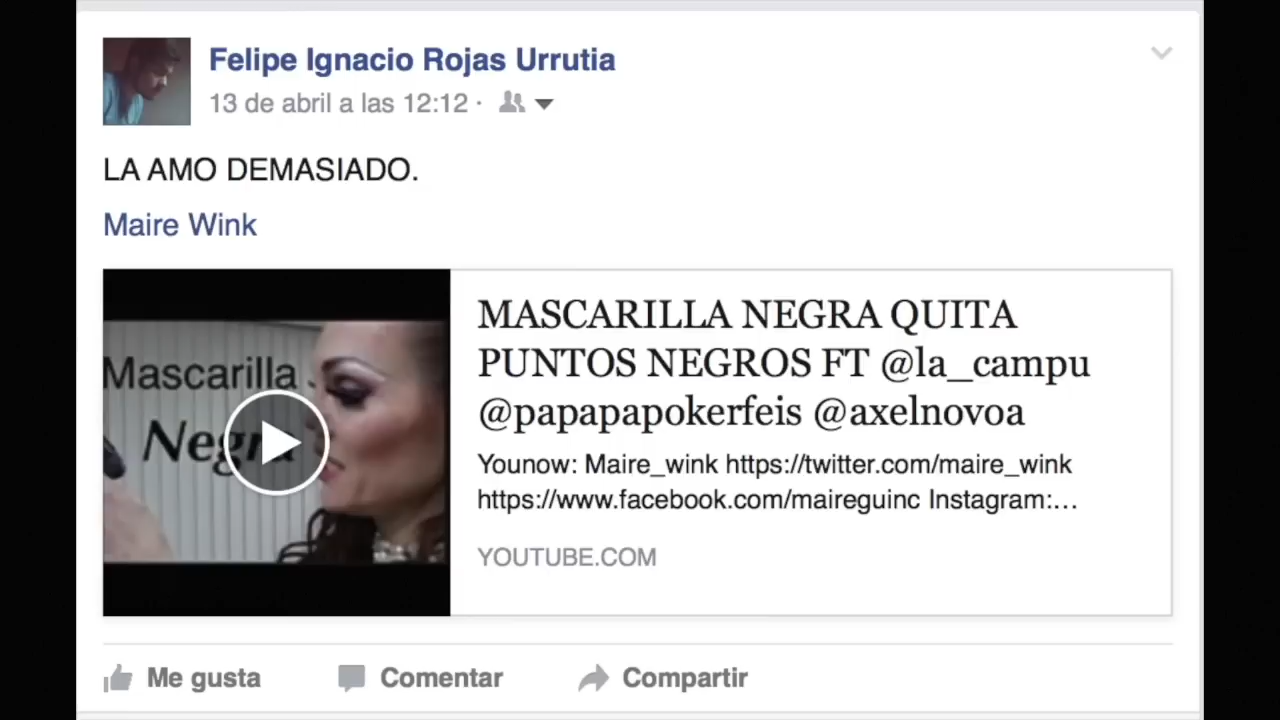 Felipe Ignacio Rojas Urrutia
13 de abril a las 12:12 ·
LA AMO DEMASIADO.
Maire Wink
Mascarilla
Negra
MASCARILLA NEGRA QUITA
PUNTOS NEGROS FT @la_campu
@papapapokerfeis @axelnovoa
Younow: Maire_wink https://twitter.com/maire_wink
https://www.facebook.com/maireguinc Instagram:...
YOUTUBE.COM
Me gusta Comentar Compartir